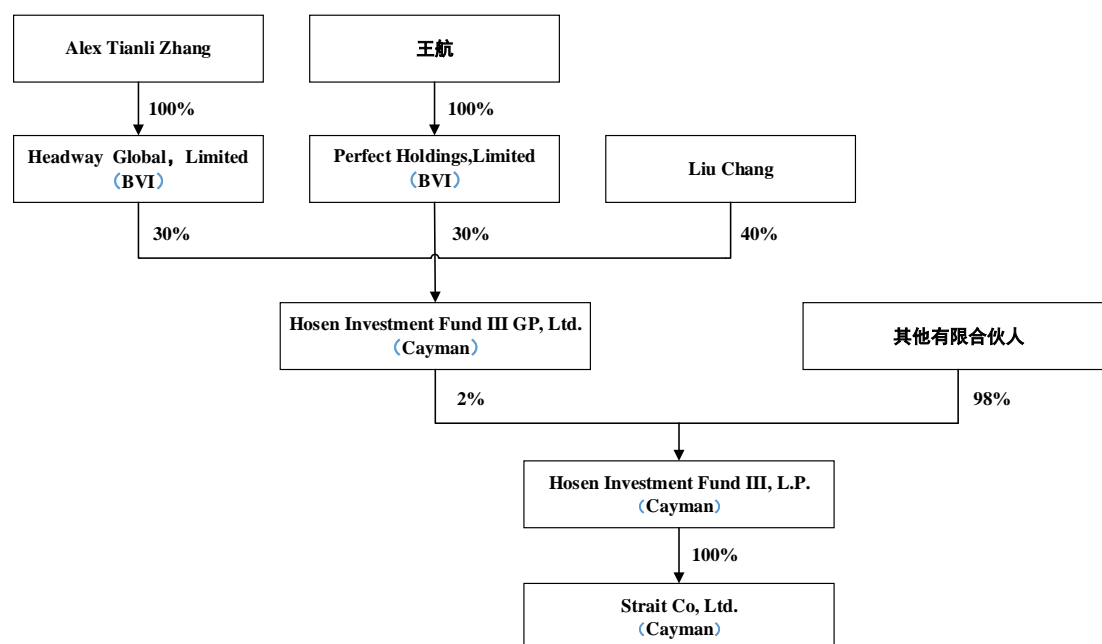 Alex Tianli Zhang
王航
100%
100%
Headway Global，Limited
（BVI）
Perfect Holdings,Limited
（BVI）
Liu Chang
30%
30%
40%
Hosen Investment Fund III GP, Ltd.
（Cayman）
其他有限合伙人
2%
98%
Hosen Investment Fund III, L.P.
（Cayman）
100%
Strait Co, Ltd.
（Cayman）